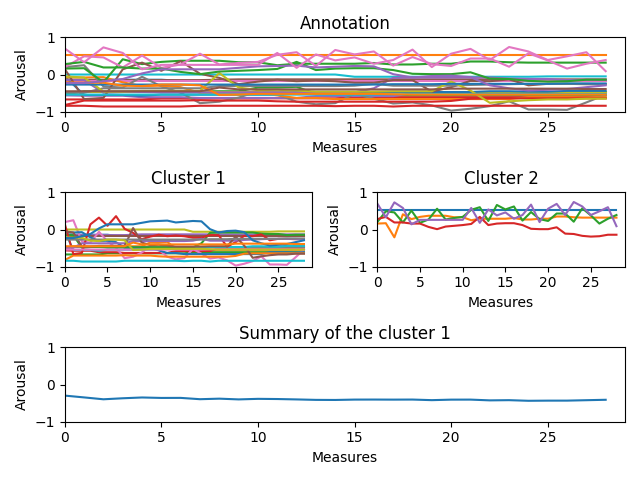 Annotation
1
0
−1
Arousal
0 5 10 15 20 25
Measures
Cluster 1
1
0
−1
Arousal
0 5 10 15 20 25
Measures
Cluster 2
1
0
−1
Arousal
0 5 10 15 20 25
Measures
Summary of the cluster 1
1
0
−1
Arousal
0 5 10 15 20 25
Measures